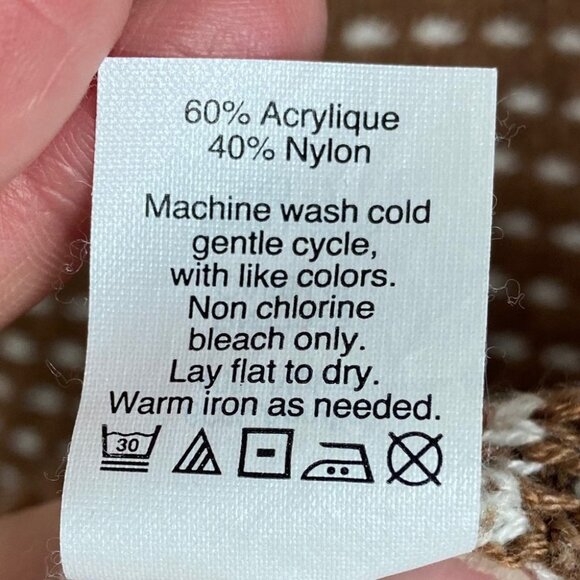 60% Acrylique
40% Nylon
Machine wash cold
gentle cycle,
with like colors.
Non chlorine
bleach only.
Lay flat to dry.
Warm iron as needed.
30